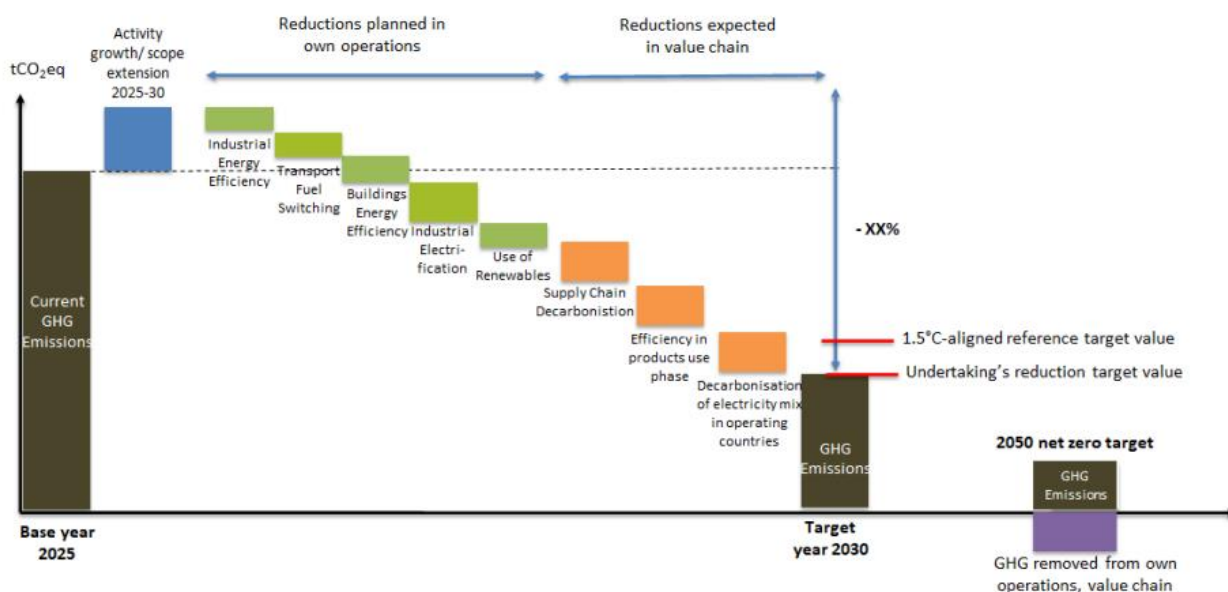 Activity
growth/ scope
extension
2025-30
Reductions planned in
own operations
Reductions expected
in value chain
tCO₂eq
Industrial
Energy
Efficiency
Transport
Fuel
Switching
Buildings
Energy
Efficiency
Industrial
Electri-
fication
Use of
Renewables
Supply Chain
Decarbonistion
Efficiency in
products use
phase
Decarbonisation
of electricity mix
in operating
countries
- XX%
1.5°C-aligned reference target value
Undertaking's reduction target value
Current
GHG
Emissions
GHG
Emissions
2050 net zero target
GHG
Emissions
Base year
2025
Target
year 2030
GHG removed from own
operations, value chain